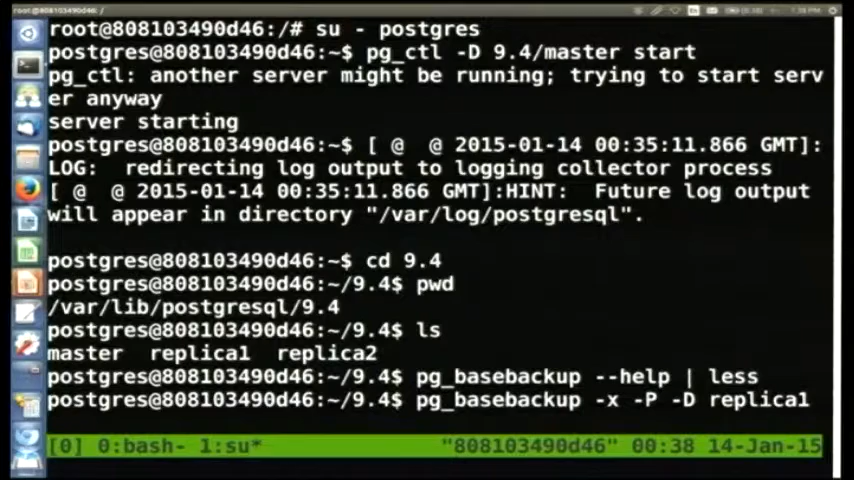 root@808103490d46: /
root@808103490d46:/# su - postgres
postgres@808103490d46:~$ pg_ctl -D 9.4/master start
pg_ctl: another server might be running; trying to start serv
er anyway
server starting
postgres@808103490d46:~$ [ @  @ 2015-01-14 00:35:11.866 GMT]:
LOG:  redirecting log output to logging collector process
[ @  @ 2015-01-14 00:35:11.866 GMT]:HINT:  Future log output
will appear in directory "/var/log/postgresql".
postgres@808103490d46:~$ cd 9.4
postgres@808103490d46:~/9.4$ pwd
/var/lib/postgresql/9.4
postgres@808103490d46:~/9.4$ ls
master  replica1  replica2
postgres@808103490d46:~/9.4$ pg_basebackup --help | less
postgres@808103490d46:~/9.4$ pg_basebackup -x -P -D replica1
[0] 0:bash- 1:su*    "808103490d46" 00:38 14-Jan-15